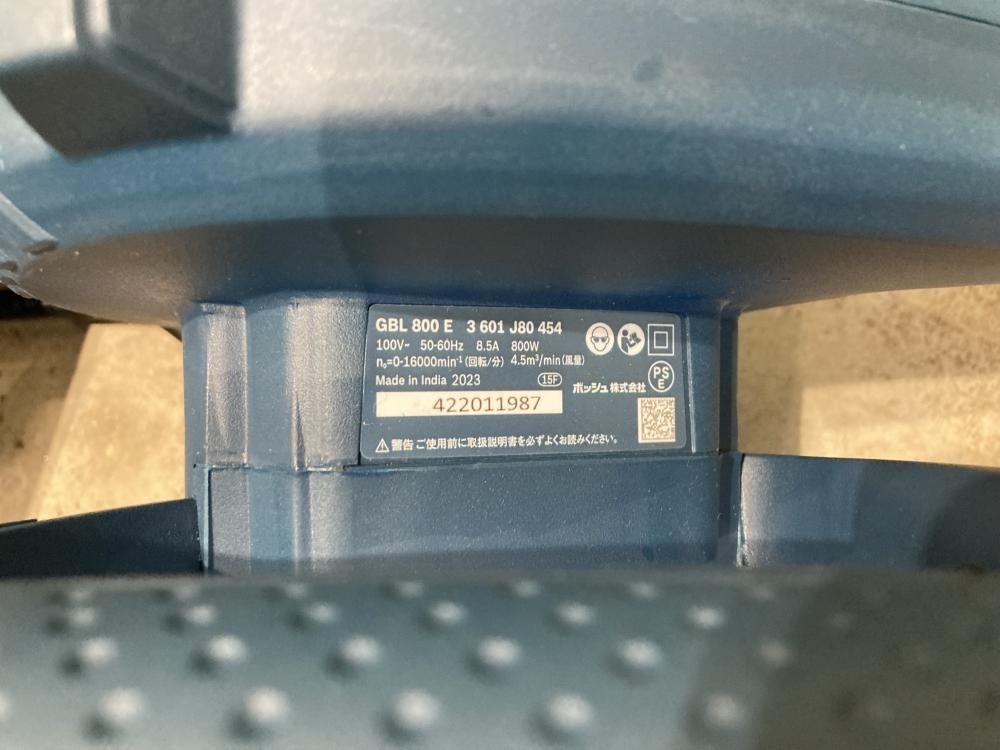 GBL 800 E 3 601 J80 454
100V~ 50-60Hz 8.5A 800W
n₀=0-16000min⁻¹(回転/分) 4.5m³/min(風量)
Made in India 2023 15F ボッシュ株式会社
PS
E
422011987
⚠警告 ご使用前に取扱説明書を必ずよくお読みください。